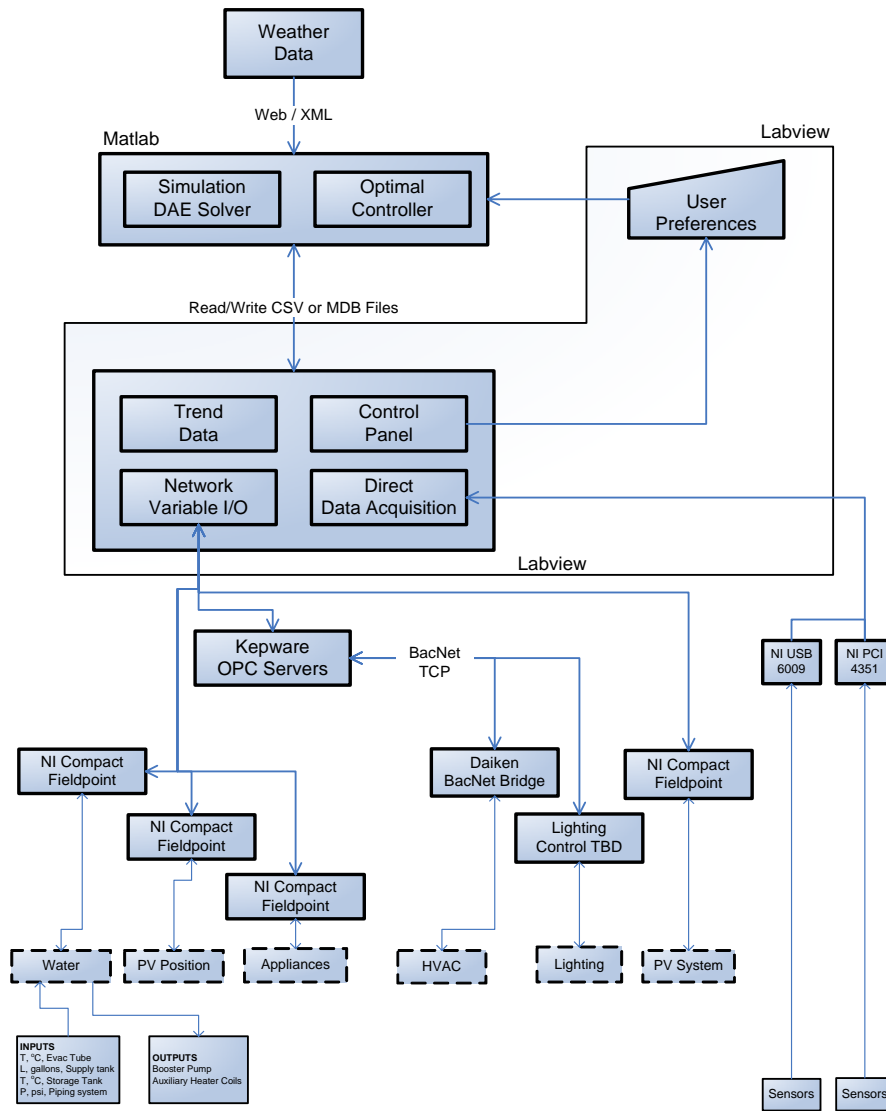 Weather
Data
Web / XML
Matlab
Labview
Simulation
DAE Solver
Optimal
Controller
User
Preferences
Read/Write CSV or MDB Files
Trend
Data
Control
Panel
Network
Variable I/O
Direct
Data Acquisition
Labview
Kepware
OPC Servers
BacNet
TCP
NI USB
6009
NI PCI
4351
NI Compact
Fieldpoint
Daiken
BacNet Bridge
NI Compact
Fieldpoint
NI Compact
Fieldpoint
Lighting
Control TBD
NI Compact
Fieldpoint
Water
PV Position
Appliances
HVAC
Lighting
PV System
INPUTS
T, °C, Evac Tube
L, gallons, Supply tank
T, °C, Storage Tank
P, psi, Piping system
OUTPUTS
Booster Pump
Auxiliary Heater Coils
Sensors
Sensors